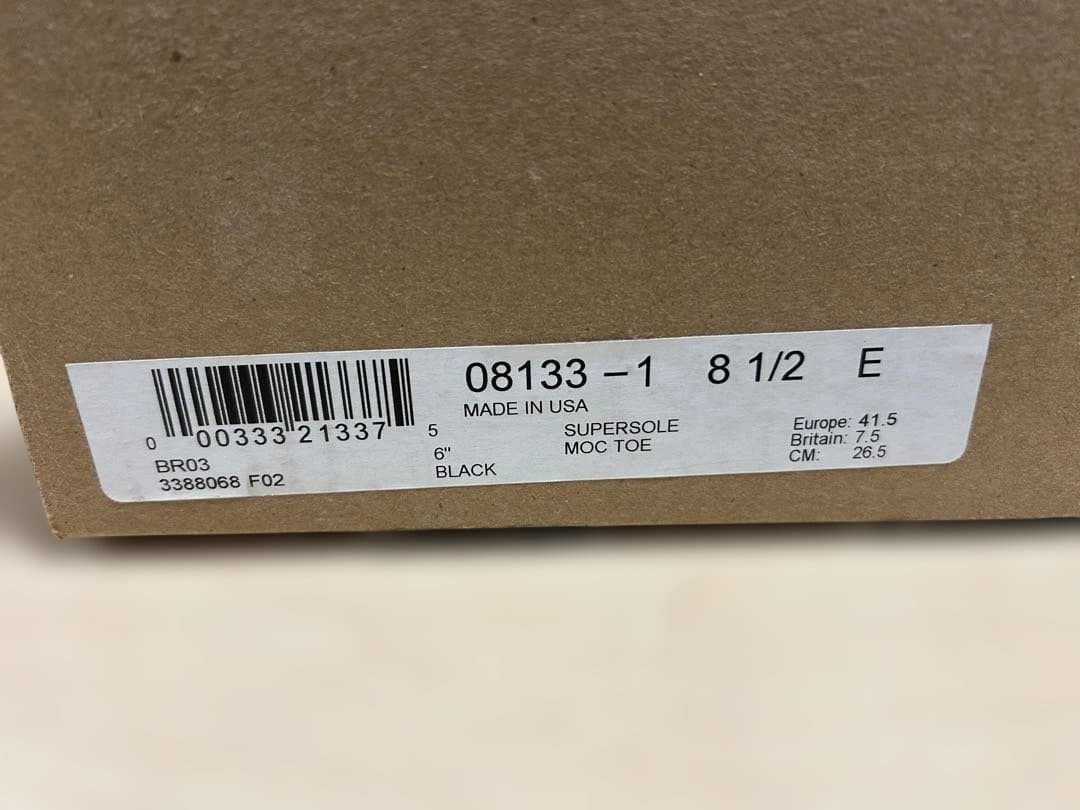 08133 – 1 8 1/2 E
MADE IN USA
0 00333 21337 5
6" SUPERSOLE
BLACK MOC TOE
Europe: 41.5
Britain: 7.5
CM: 26.5
BR03
3388068 F02